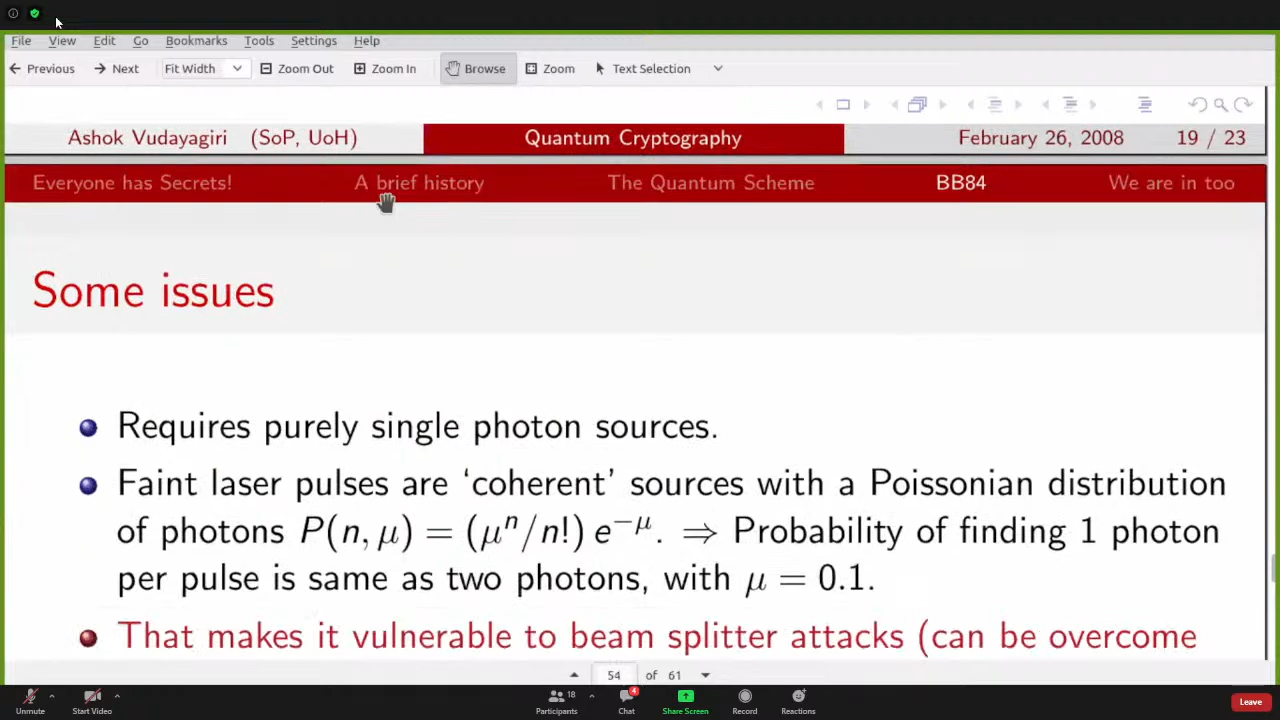 File View Edit Go Bookmarks Tools Settings Help
Previous Next Fit Width Zoom Out Zoom In Browse Zoom Text Selection
Ashok Vudayagiri (SoP, UoH) Quantum Cryptography February 26, 2008 19 / 23
Everyone has Secrets! A brief history The Quantum Scheme BB84 We are in too
Some issues
Requires purely single photon sources.
Faint laser pulses are ‘coherent’ sources with a Poissonian distribution
of photons P(n, μ) = (μⁿ/n!) e^{−μ}. ⇒ Probability of finding 1 photon
per pulse is same as two photons, with μ = 0.1.
That makes it vulnerable to beam splitter attacks (can be overcome
54 of 61
18 4
Unmute Start Video Participants Chat Share Screen Record Reactions Leave